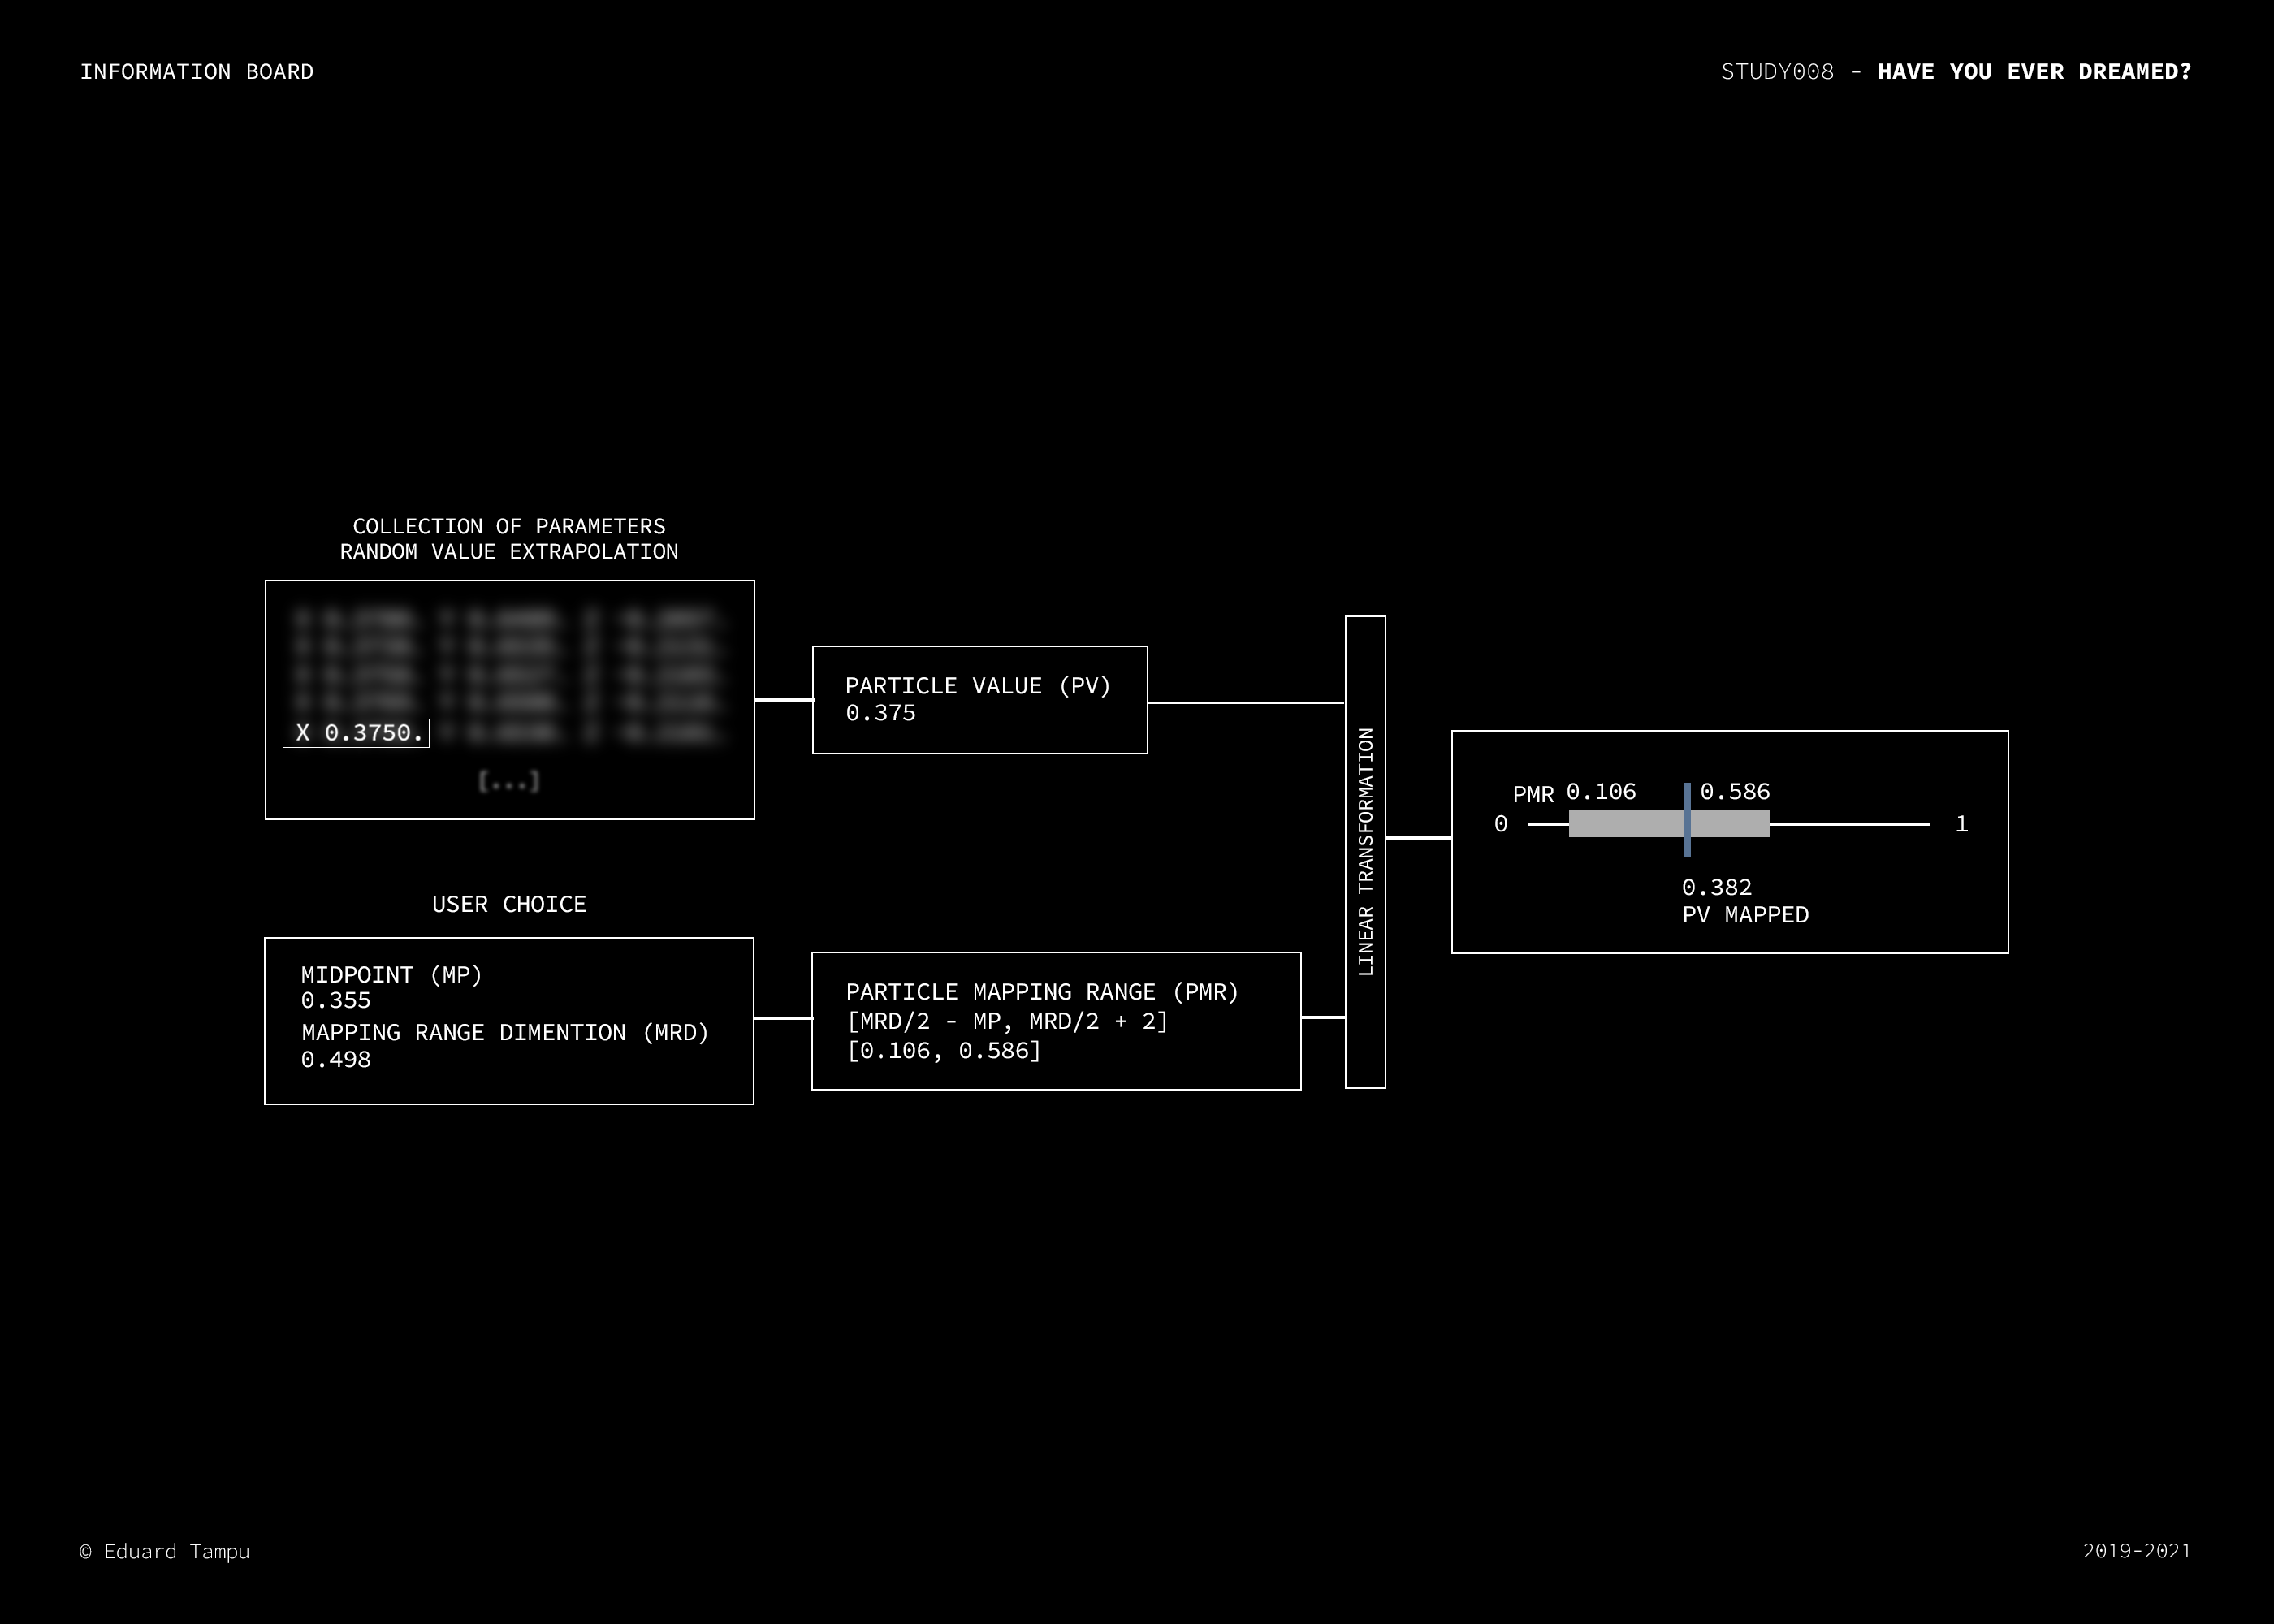 INFORMATION BOARD
STUDY008 - HAVE YOU EVER DREAMED?
COLLECTION OF PARAMETERS
RANDOM VALUE EXTRAPOLATION
X 0.3750.
[...]
PARTICLE VALUE (PV)
0.375
USER CHOICE
MIDPOINT (MP)
0.355
MAPPING RANGE DIMENTION (MRD)
0.498
PARTICLE MAPPING RANGE (PMR)
[MRD/2 - MP, MRD/2 + 2]
[0.106, 0.586]
LINEAR TRANSFORMATION
PMR 0.106 0.586
0 1
0.382
PV MAPPED
© Eduard Tampu
2019-2021